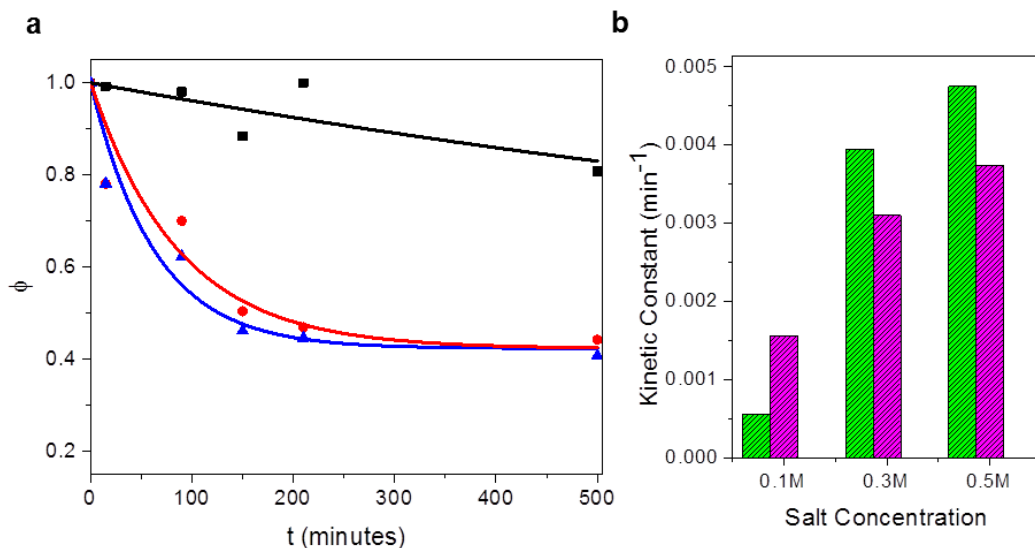 a
1.0
0.8
0.6
0.4
0.2
ϕ
0
100
200
300
400
500
t (minutes)
b
0.005
0.004
0.003
0.002
0.001
0.000
Kinetic Constant (min⁻¹)
0.1M
0.3M
0.5M
Salt Concentration